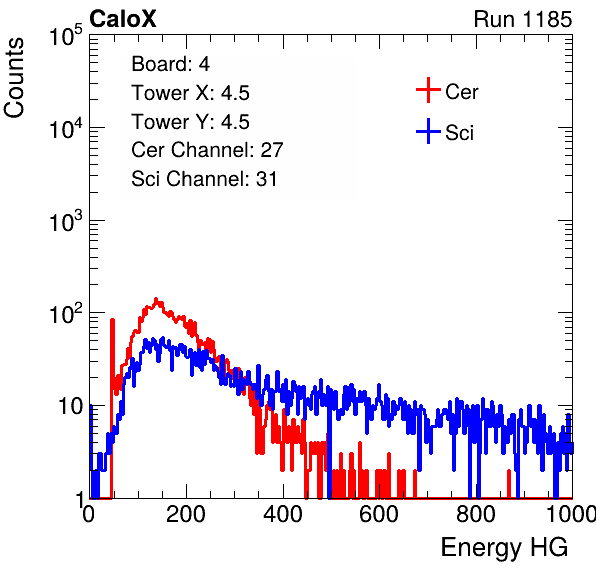 CaloX Run 1185
Counts
10^5
10^4
10^3
10^2
10
1
Board: 4
Tower X: 4.5
Tower Y: 4.5
Cer Channel: 27
Sci Channel: 31
Cer
Sci
0 200 400 600 800 1000
Energy HG